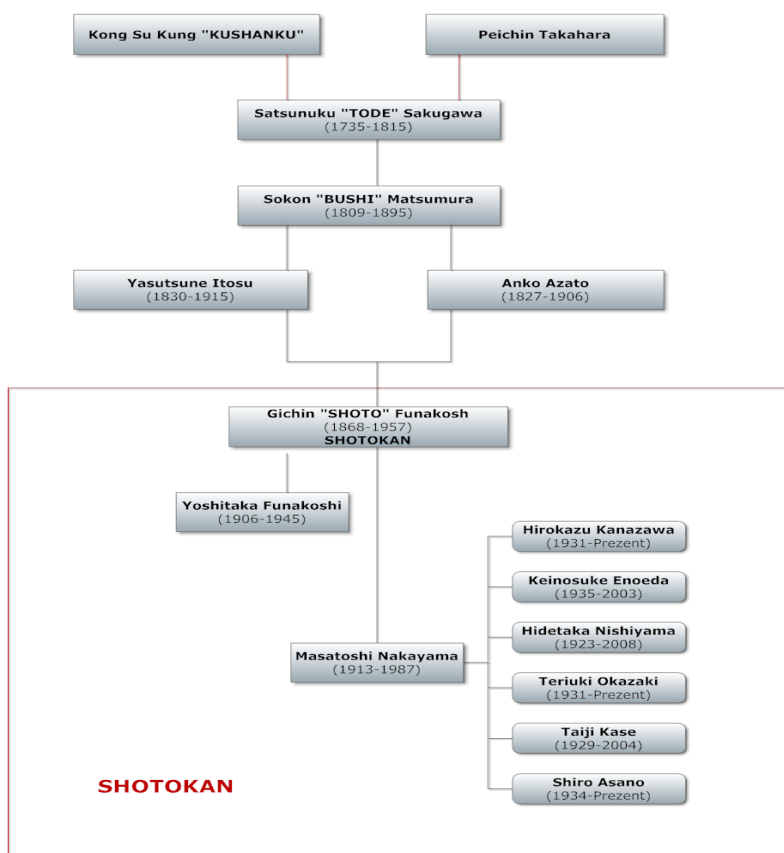 Kong Su Kung "KUSHANKU"
Peichin Takahara
Satsunuku "TODE" Sakugawa
(1735-1815)
Sokon "BUSHI" Matsumura
(1809-1895)
Yasutsune Itosu
(1830-1915)
Anko Azato
(1827-1906)
Gichin "SHOTO" Funakosh
(1868-1957)
SHOTOKAN
Yoshitaka Funakoshi
(1906-1945)
Masatoshi Nakayama
(1913-1987)
Hirokazu Kanazawa
(1931-Prezent)
Keinosuke Enoeda
(1935-2003)
Hidetaka Nishiyama
(1923-2008)
Teriuki Okazaki
(1931-Prezent)
Taiji Kase
(1929-2004)
Shiro Asano
(1934-Prezent)
SHOTOKAN